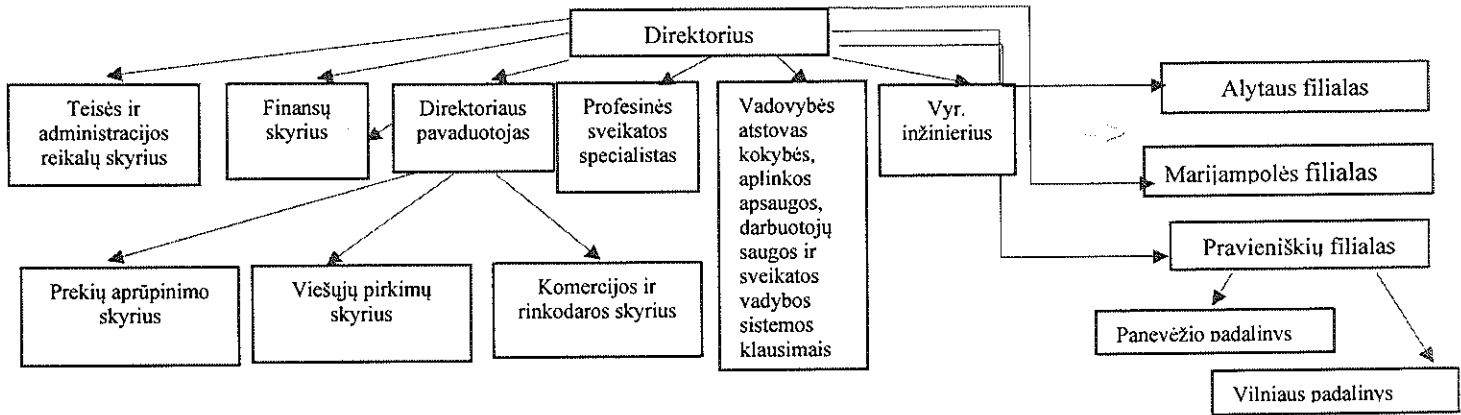 Direktorius
Teisės ir
administracijos
reikalų skyrius
Finansų
skyrius
Direktoriaus
pavaduotojas
Profesinės
sveikatos
specialistas
Vadovybės
atstovas
kokybės,
aplinkos
apsaugos,
darbuotojų
saugos ir
sveikatos
vadybos
sistemos
klausimais
Vyr.
inžinierius
Alytaus filialas
Marijampolės filialas
Pravieniškių filialas
Prekių aprūpinimo
skyrius
Viešųjų pirkimų
skyrius
Komercijos ir
rinkodaros skyrius
Panevėžio padalinys
Vilniaus padalinys